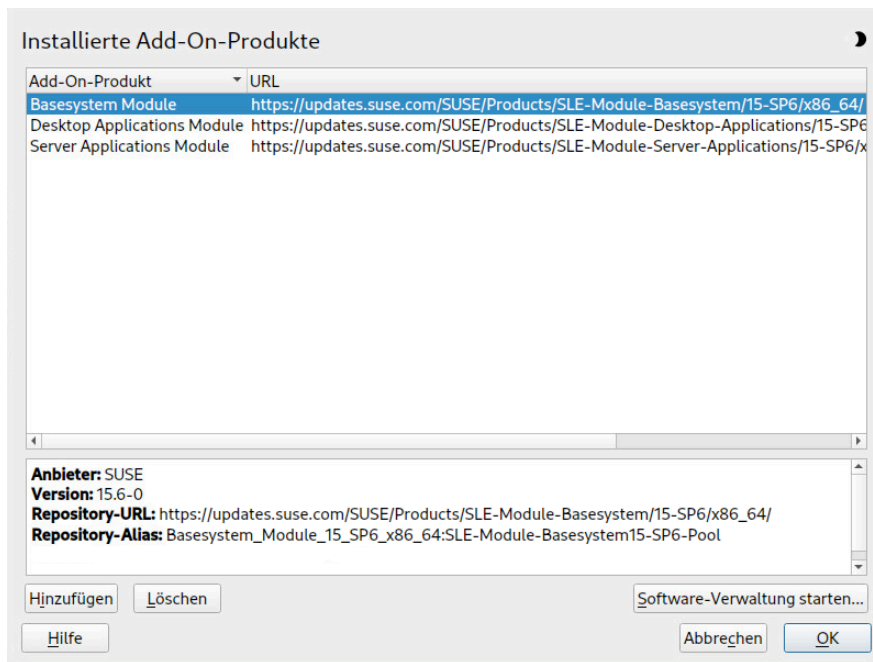 Installierte Add-On-Produkte
Add-On-Produkt URL
Basesystem Module https://updates.suse.com/SUSE/Products/SLE-Module-Basesystem/15-SP6/x86_64/
Desktop Applications Module https://updates.suse.com/SUSE/Products/SLE-Module-Desktop-Applications/15-SP6
Server Applications Module https://updates.suse.com/SUSE/Products/SLE-Module-Server-Applications/15-SP6/x
Anbieter: SUSE
Version: 15.6-0
Repository-URL: https://updates.suse.com/SUSE/Products/SLE-Module-Basesystem/15-SP6/x86_64/
Repository-Alias: Basesystem_Module_15_SP6_x86_64:SLE-Module-Basesystem15-SP6-Pool
Hinzufügen Löschen Software-Verwaltung starten...
Hilfe Abbrechen OK